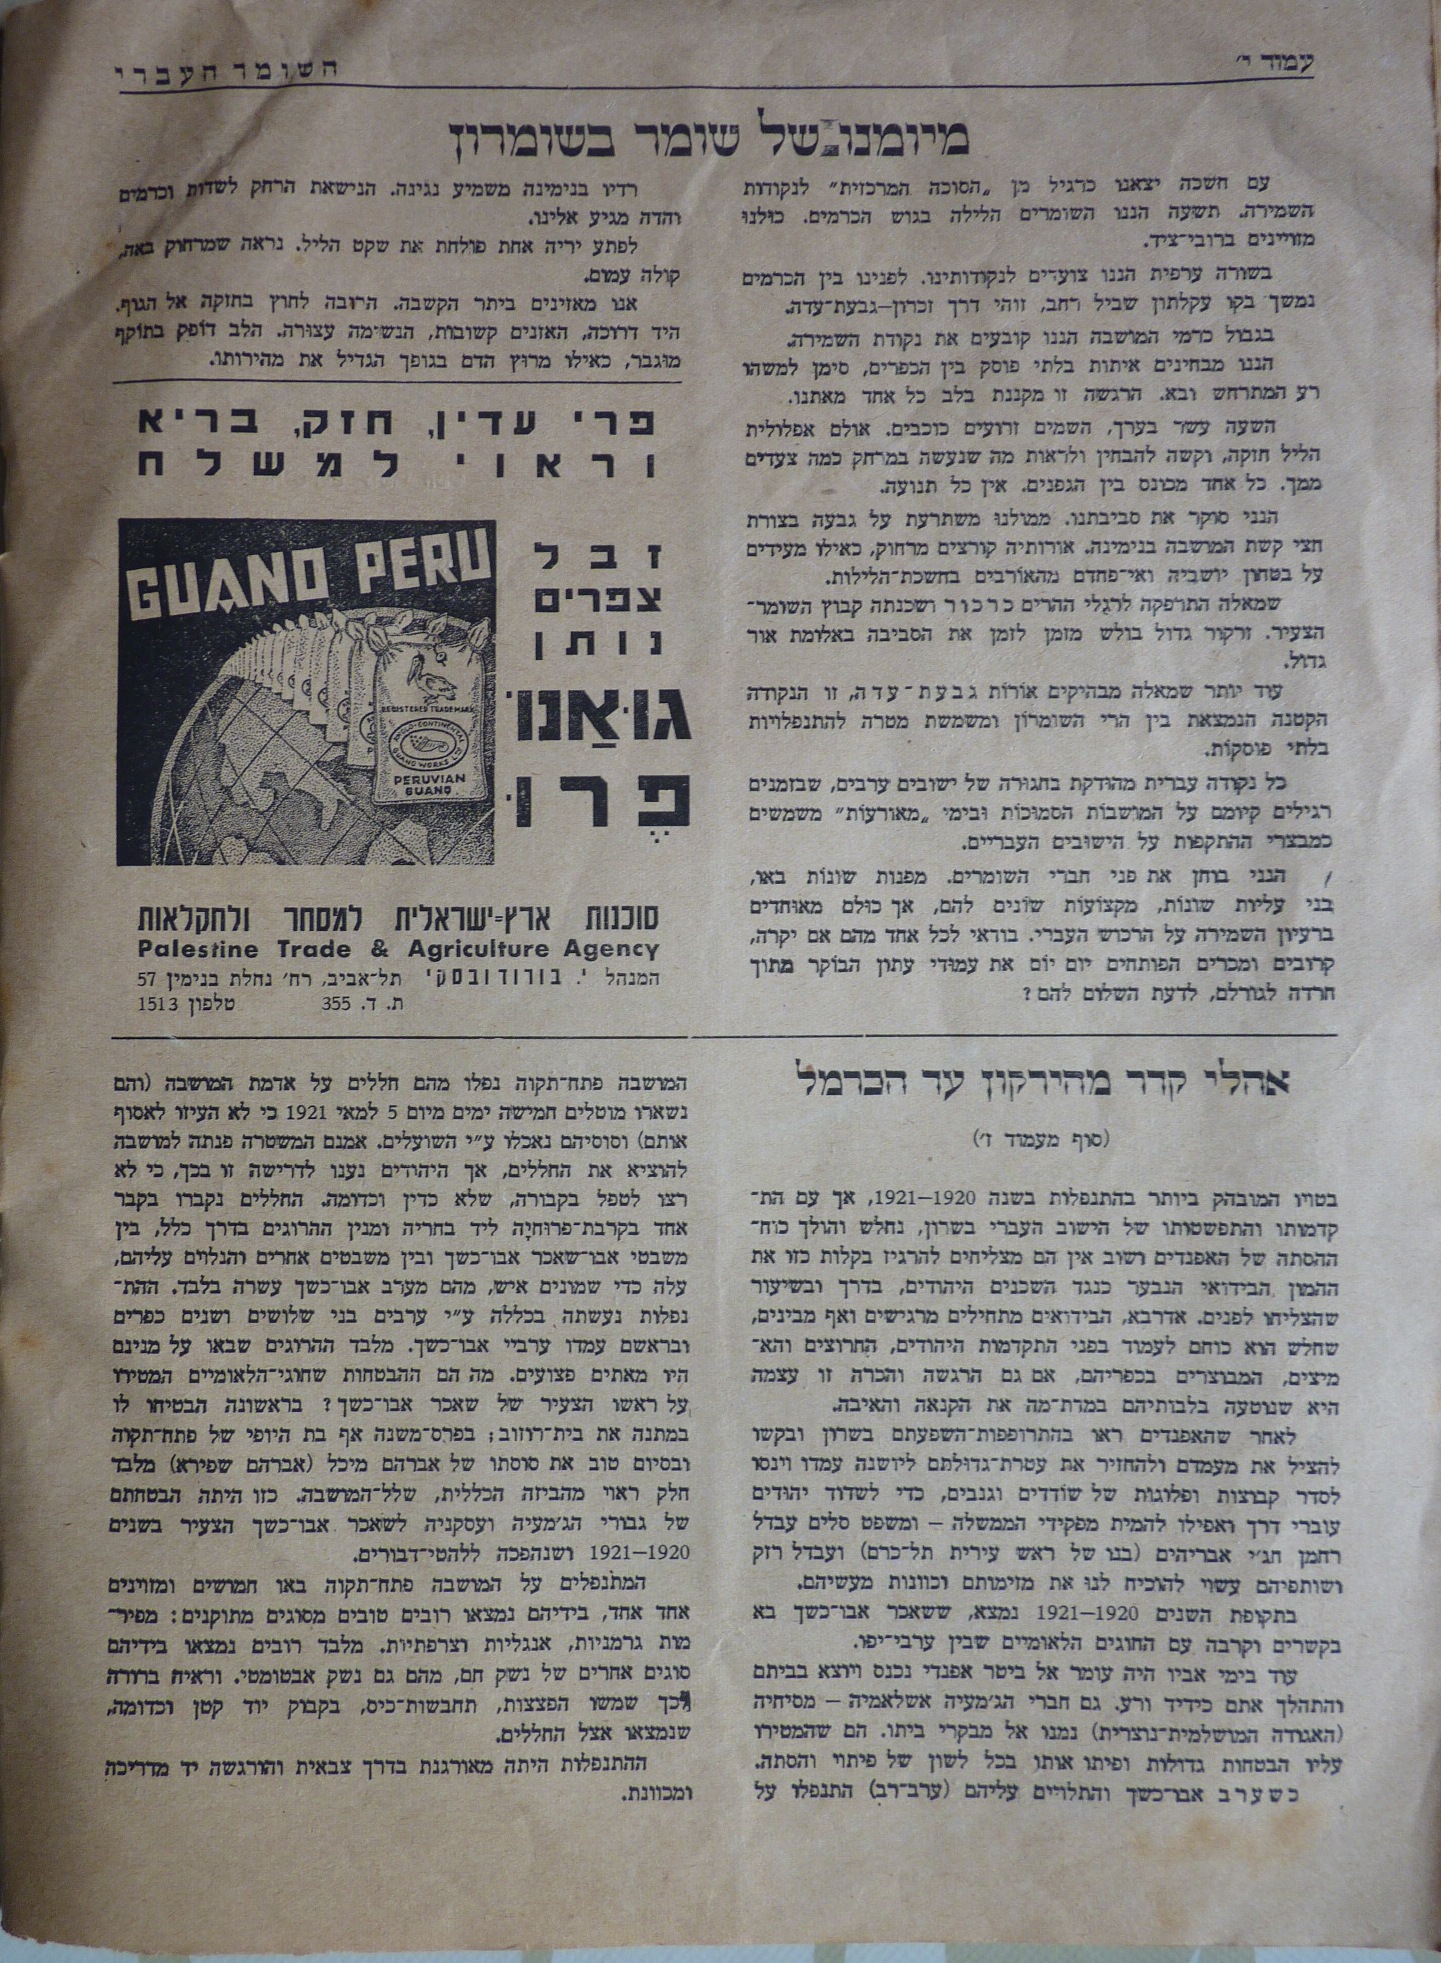 עמוד י׳
השומר העברי
מיומנו של שומר בשומרון
עם חשכה יצאנו כרגיל מן „הסוכה המרכזית” לנקודות
השמירה. תשעה הננו השומרים הלילה בגוש הכרמים. כולנו
מזויינים ברובי־ציד.
בשורה ערפית הננו צועדים לנקודותינו. לפנינו בין הכרמים
נמשך בקו עקלתון שביל רחב, זוהי דרך זכרון–גבעת־עדה.
בגבול כרמי המושבה הננו קובעים את נקודת השמירה.
הננו מבחינים איתות בלתי פוסק בין הכפרים, סימן למשהו
רע המתרחש ובא. הרגשה זו מקננת בלב כל אחד מאתנו.
השעה עשר בערך, השמים זרועים כוכבים. אולם אפלולית
הליל חזקה, וקשה להבחין ולראות מה שנעשה במרחק כמה צעדים
ממך. כל אחד מכונס בין הגפנים. אין כל תנועה.
הנני סוקר את סביבתנו. ממולנו משתרעת על גבעה בצורת
חצי קשת המושבה בנימינה. אורותיה קורצים מרחוק, כאילו מעידים
על בטחון יושביה ואי־פחדם מהאורבים בחשכת־הלילות.
שמאלה התרפקה לרגלי ההרים כרכור ושכנתה קבוץ השומר־
הצעיר. זרקור גדול בולש מזמן לזמן את הסביבה באלומת אור
גדול.
עוד יותר שמאלה מבהיקים אורות גבעת־עדה, זו הנקודה
הקטנה הנמצאת בין הרי השומרון ומשמשת מטרה להתנפלויות
בלתי פוסקות.
כל נקודה עברית מהודקת בחגורה של ישובים ערבים, שבזמנים
רגילים קיומם על המושבות הסמוכות ובימי „מאורעות” משמשים
כמבצרי ההתקפות על הישובים העבריים.
הנני בוחן את פני חברי השומרים. מפנות שונות באו,
בני עליות שונות, מקצועות שונים להם, אך כולם מאוחדים
ברעיון השמירה על הרכוש העברי. בודאי לכל אחד מהם אם יקרה,
קרובים ומכרים הפותחים יום יום את עמודי עתון הבוקר מתוך
חרדה לגורלם, לדעת השלום להם?
רדיו בנימינה משמיע נגינה. הנישאת הרחק לשדות וכרמים
והדה מגיע אלינו.
לפתע יריה אחת פולחת את שקט הליל. נראה שמרחוק באה,
קולה עמום.
אנו מאזינים ביתר הקשבה. הרובה לחוץ בחזקה אל הגוף.
היד דרוכה, האזנים קשובות, הנשימה עצורה. הלב דופק בתוקף
מוגבר, כאילו מרוץ הדם בגופך הגדיל את מהירותו.
פרי עדין, חזק, בריא
וראוי למשלח
GUANO PERU
REGISTERED TRADE MARK
ANGLO-CONTINENTAL
GUANO WORKS LTD
PERUVIAN
GUANO
זבל
צפרים
נותן
גואַנו
פֶרו
סוכנות ארץ־ישראלית למסחר ולחקלאות
Palestine Trade & Agriculture Agency
המנהל י. בורודובסקי תל־אביב, רח׳ נחלת בנימין 57
ת. ד. 355 טלפון 1513
אהלי קדר מהירקון עד הכרמל
(סוף מעמוד ז׳)
בטויו המובהק ביותר בהתנפלות בשנה 1920–1921, אך עם הת־
קדמותו והתפשטותו של הישוב העברי בשרון, נחלש והולך כוח־
ההסתה של האפנדים ושוב אין הם מצליחים להרגיז בקלות כזו את
ההמון הבידואי הנבער כנגד השכנים היהודים, בדרך ובשיעור
שהצליחו לפנים. אדרבא, הבידואים מתחילים מרגישים ואף מבינים,
שחלש הוא כוחם לעמוד בפני התקדמות היהודים, החרוצים והא־
מיצים, המבוצרים בכפריהם, אם גם הרגשה והכרה זו עצמה
היא שנוטעה בלבותיהם במדת־מה את הקנאה והאיבה.
לאחר שהאפנדים ראו בהתרופפות־השפעתם בשרון ובקשו
להציל את מעמדם ולהחזיר את עטרת־גדולתם ליושנה עמדו וינסו
לסדר קבוצות ופלוגות של שודדים וגנבים, כדי לשדוד יהודים
עוברי דרך ואפילו להמית מפקידי הממשלה – ומשפט סלים עבדל
רחמן חג׳י אבריהים (בנו של ראש עירית תל־כרם) ועבדל רזק
ושותפיהם עשוי להוכיח לנו את מזימותם וכוונות מעשיהם.
בתקופת השנים 1920–1921 נמצא, ששאכר אבו־כשך בא
בקשרים וקרבה עם החוגים הלאומיים שבין ערבי־יפו.
עוד בימי אביו היה עומר אל ביטר אפנדי נכנס ויוצא בביתם
והתהלך אתם כידיד ורע. גם חברי הג׳מעיה אשלאמיה – מסיחיה
(האגודה המושלמית־נוצרית) נמנו אל מבקרי ביתו. הם שהמטירו
עליו הבטחות גדולות ופיתו אותו בכל לשון של פיתוי והסתה.
כשערב אבו־כשך והתלויים עליהם (ערב־רב) התנפלו על
המושבה פתח־תקוה נפלו מהם חללים על אדמת המושבה (והם
נשארו מוטלים חמישה ימים מיום 5 למאי 1921 כי לא העיזו לאסוף
אותם) וסוסיהם נאכלו ע״י השועלים. אמנם המשטרה פנתה למושבה
להוציא את החללים, אך היהודים נענו לדרישה זו בכך, כי לא
רצו לטפל בקבורה, שלא כדין וכדומה. החללים נקברו בקבר
אחד בקרבת־פרוחיָה ליד בחריה ומנין ההרוגים בדרך כלל, בין
משבטי אבו־שאכר אבו־כשך ובין משבטים אחרים והנלוים עליהם,
עלה כדי שמונים איש, מהם מערב אבו־כשך עשרה בלבד. ההת־
נפלות נעשתה בכללה ע״י ערבים בני שלושים ושנים כפרים
ובראשם עמדו ערביי אבו־כשך. מלבד ההרוגים שבאו על מנינם
היו מאתים פצועים. מה הם ההבטחות שחוגי־הלאומיים המטירו
על ראשו הצעיר של שאכר אבו־כשך? בראשונה הבטיחו לו
במתנה את בית־רוזוב; בפרס־משנה אף בת היופי של פתח־תקוה
ובסיום טוב את סוסתו של אברהם מיכל (אברהם שפירא) מלבד
חלק ראוי מהביזה הכללית, שלל־המושבה. כזו היתה הבטחתם
של גבורי הג׳מעיה ועסקניה לשאכר אבו־כשך הצעיר בשנים
1920–1921 ושנהפכה ללהטי־דבורים.
המתנפלים על המושבה פתח־תקוה באו חמושים ומזוינים
אחד אחד, בידיהם נמצאו רובים טובים מסוגים מתוקנים: מפיר־
מות גרמניות, אנגליות וצרפתיות. מלבד רובים נמצאו בידיהם
סוגים אחרים של נשק חם, מהם גם נשק אבטומטי. וראיה ברורה
לכך שמשו הפצצות, תחבשות־כיס, בקבוק יוד קטן וכדומה,
שנמצאו אצל החללים.
ההתנפלות היתה מאורגנת בדרך צבאית והורגשה יד מדריכה
ומכוונת.